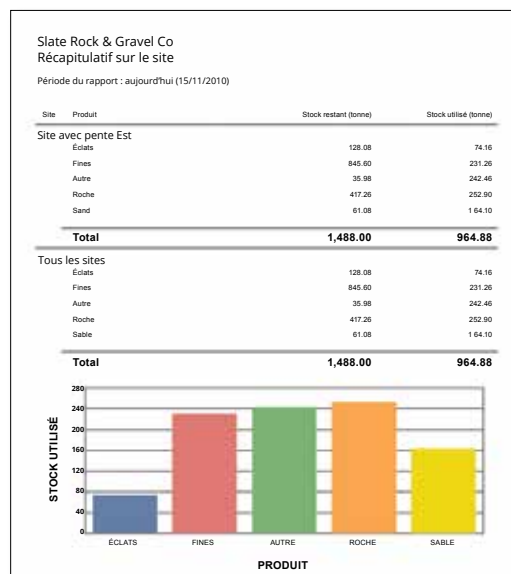 Slate Rock & Gravel Co
Récapitulatif sur le site
Période du rapport : aujourd'hui (15/11/2010)
Site Produit Stock restant (tonne) Stock utilisé (tonne)
Site avec pente Est
Éclats 128.08 74.16
Fines 845.60 231.26
Autre 35.98 242.46
Roche 417.26 252.90
Sand 61.08 1 64.10
Total 1,488.00 964.88
Tous les sites
Éclats 128.08 74.16
Fines 845.60 231.26
Autre 35.98 242.46
Roche 417.26 252.90
Sable 61.08 1 64.10
Total 1,488.00 964.88
STOCK UTILISÉ
280
240
200
160
120
80
40
0
ÉCLATS FINES AUTRE ROCHE SABLE
PRODUIT